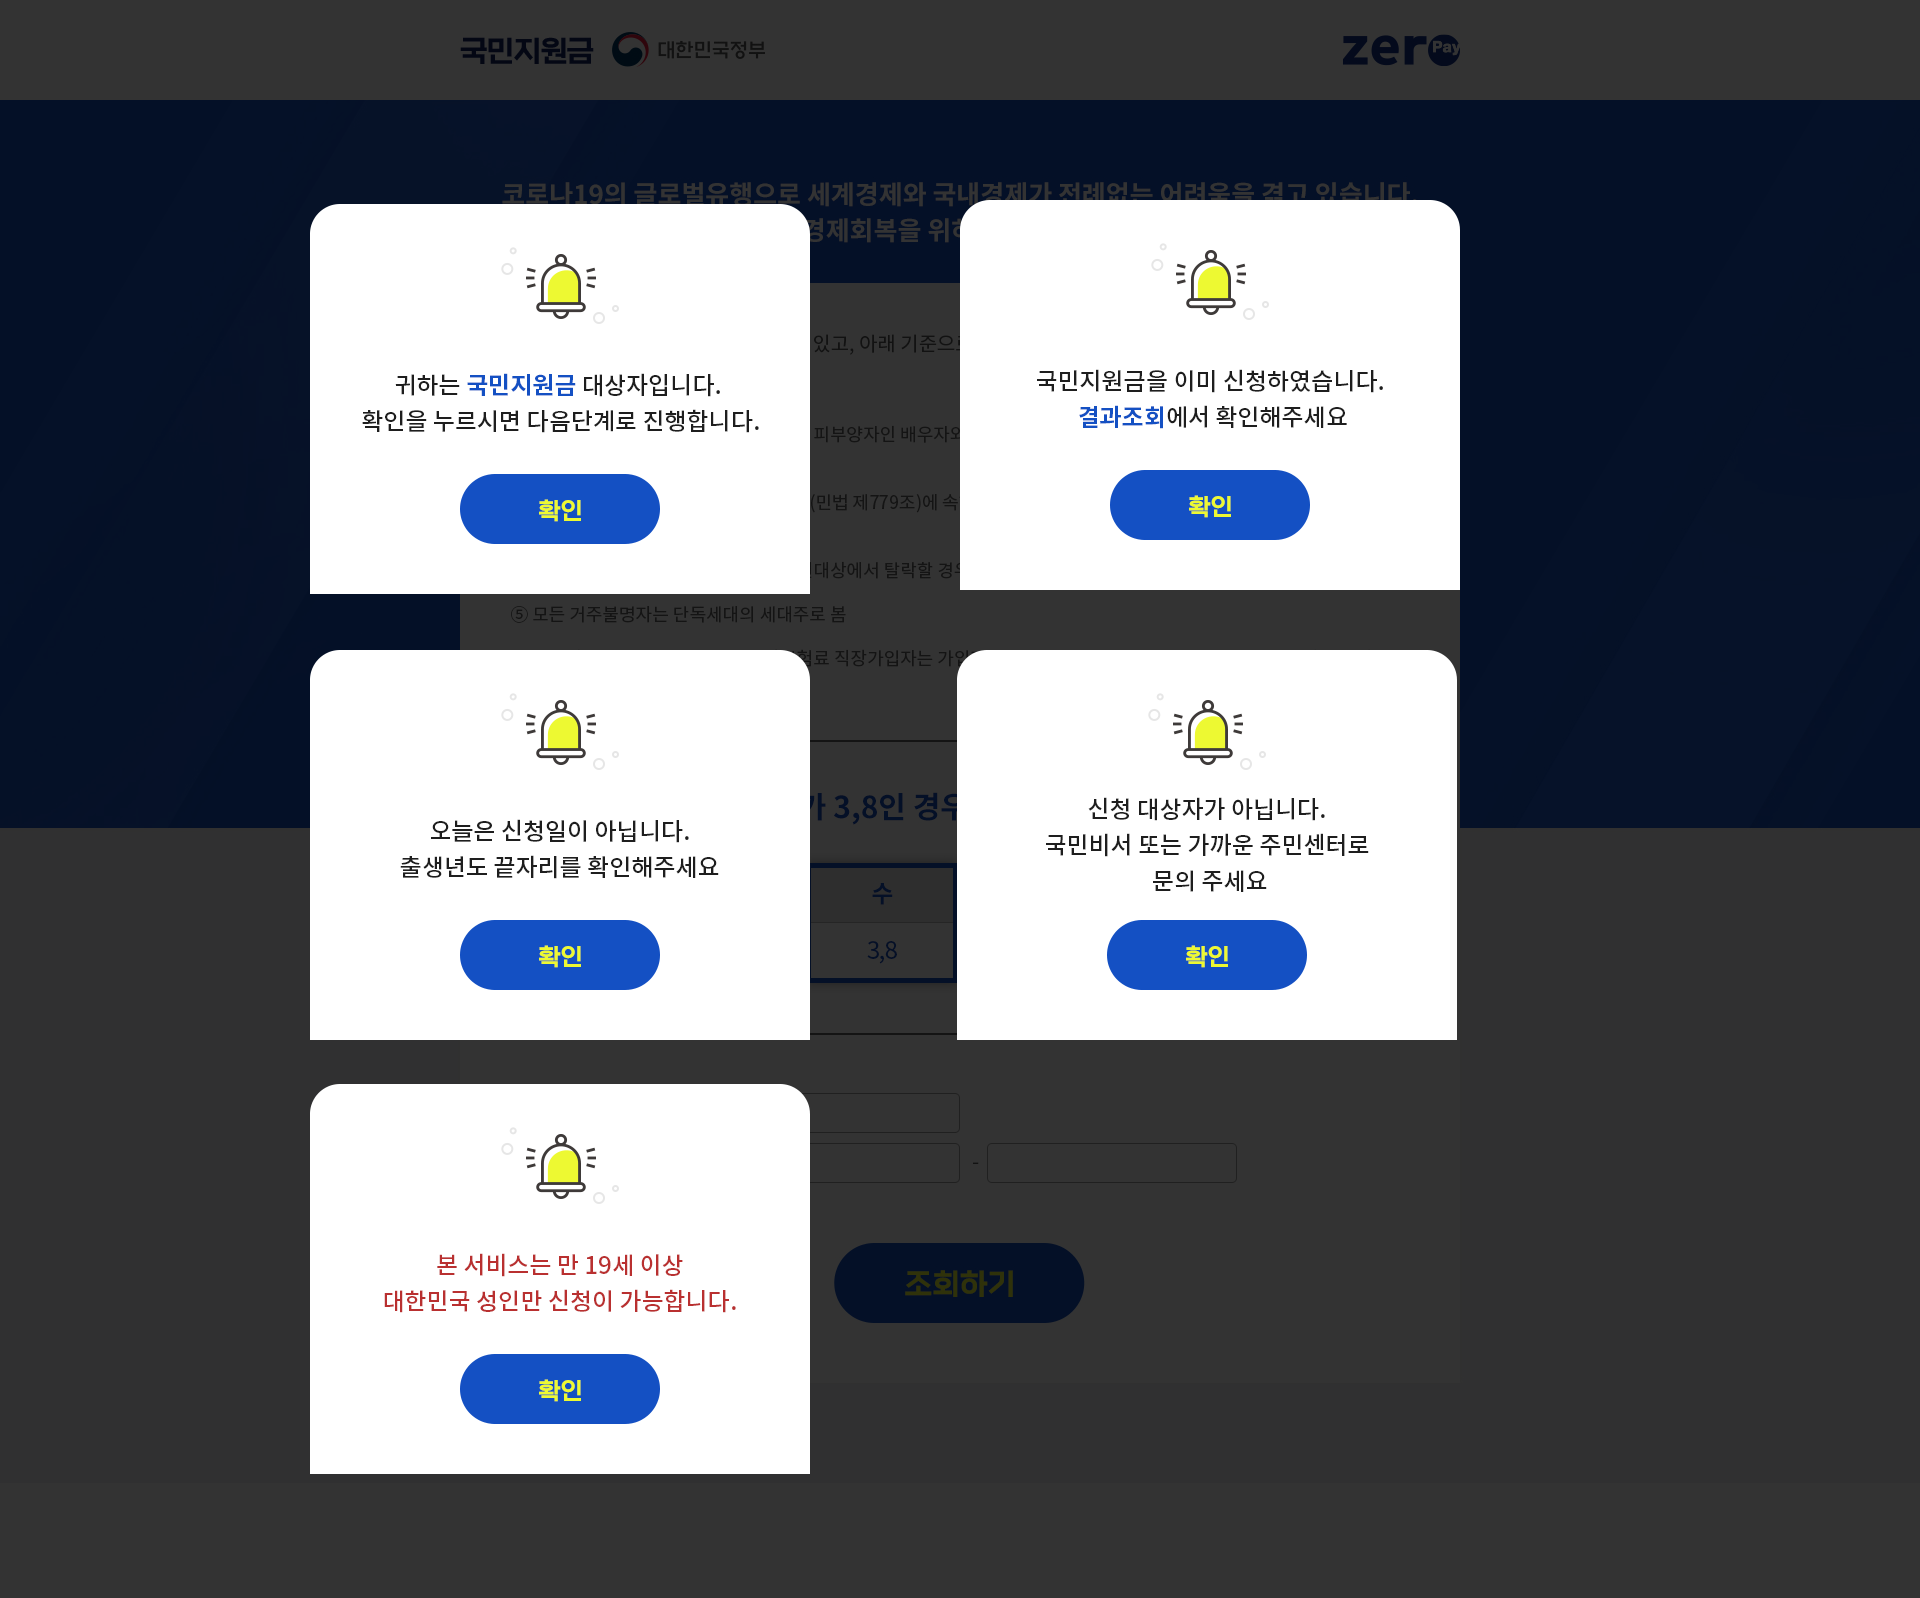 국민지원금 대한민국정부
zero Pay
코로나19의 글로벌유행으로 세계경제와 국내경제가 전례없는 어려움을 겪고 있습니다
경제회복을 위해
귀하는 국민지원금 대상자입니다.
확인을 누르시면 다음단계로 진행합니다.
확인
국민지원금을 이미 신청하였습니다.
결과조회에서 확인해주세요
확인
있고, 아래 기준으로
피부양자인 배우자와
(민법 제779조)에 속
대상에서 탈락할 경우
⑤ 모든 거주불명자는 단독세대의 세대주로 봄
험료 직장가입자는 가입
오늘은 신청일이 아닙니다.
출생년도 끝자리를 확인해주세요
확인
신청 대상자가 아닙니다.
국민비서 또는 가까운 주민센터로
문의 주세요
확인
가 3,8인 경우
수
3,8
-
본 서비스는 만 19세 이상
대한민국 성인만 신청이 가능합니다.
확인
조회하기